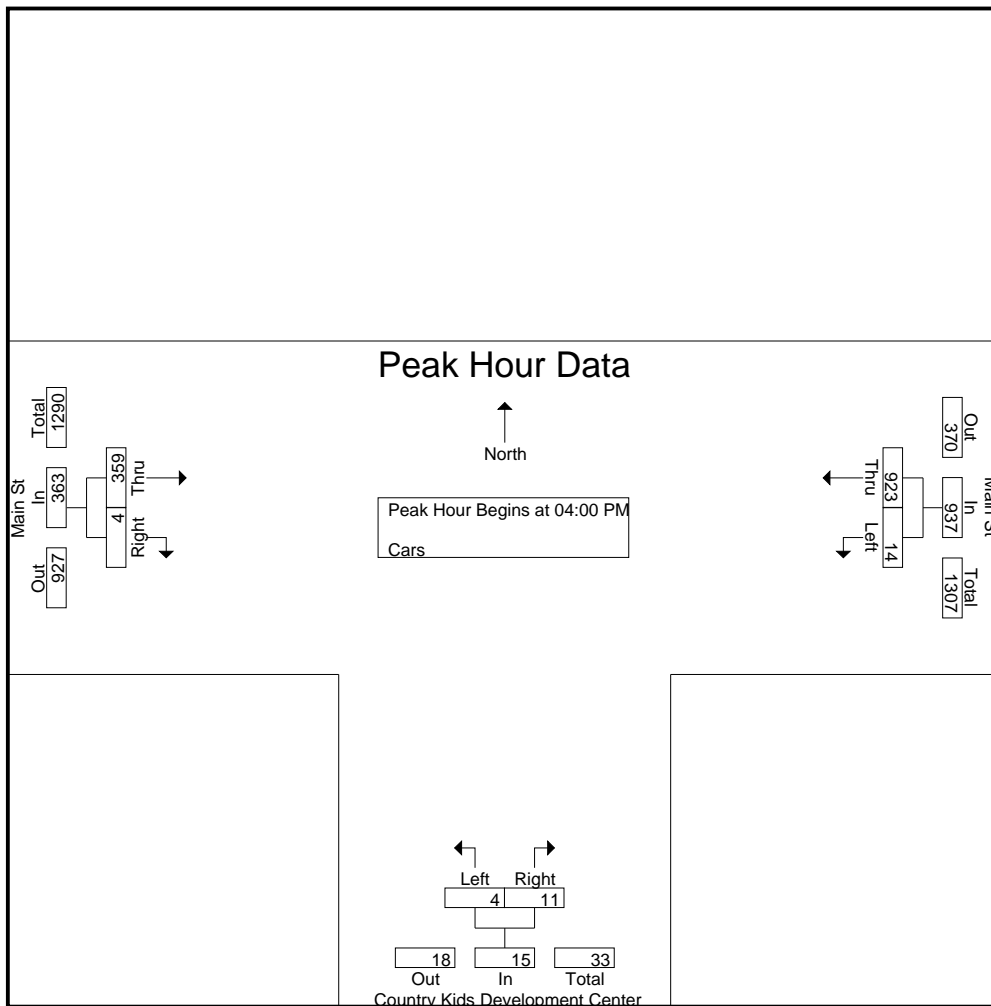 Peak Hour Data
North
Peak Hour Begins at 04:00 PM
Cars
Main St
Total
1290
In
363
Out
927
359
Thru
4
Right
Main St
Out
370
In
937
Total
1307
923
Thru
14
Left
Left Right
4 11
18 15 33
Out In Total
Country Kids Development Center